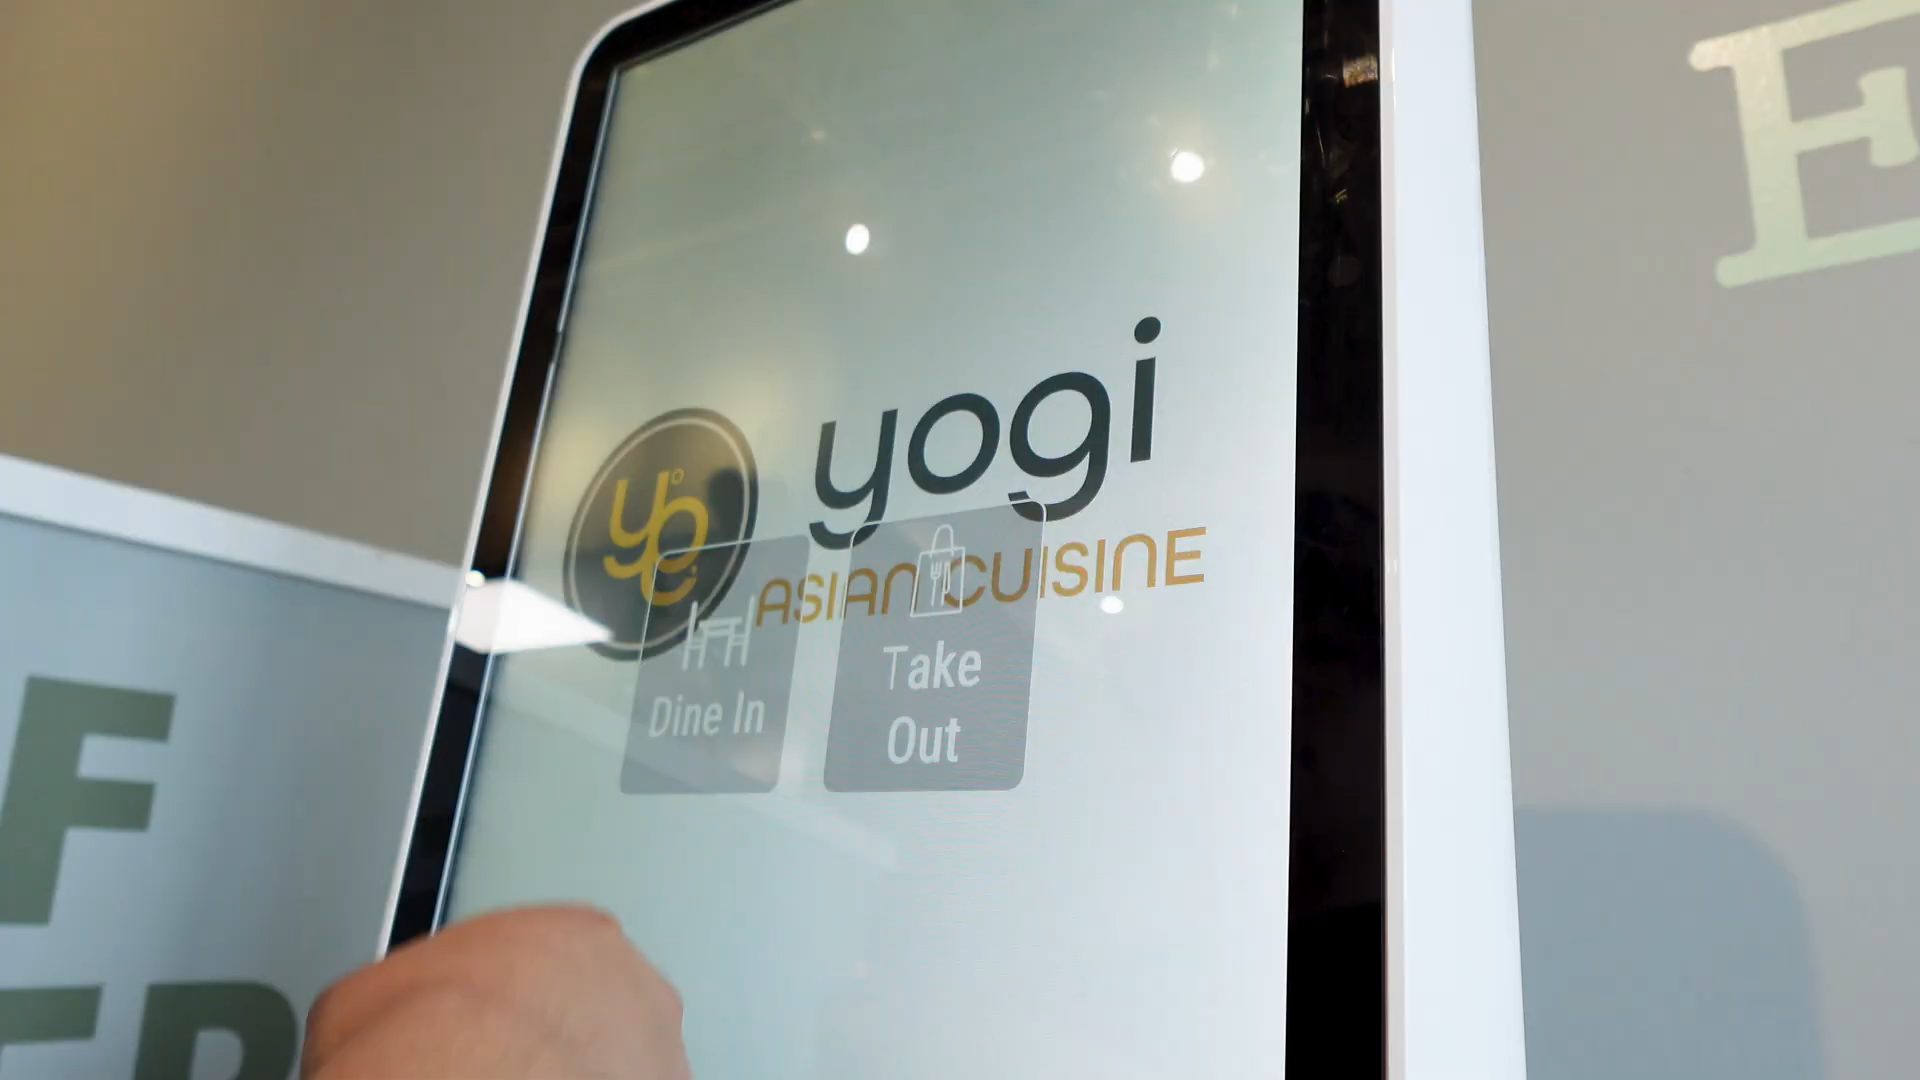 yogi
ASIAN CUISINE
Dine In
Take
Out
E
F